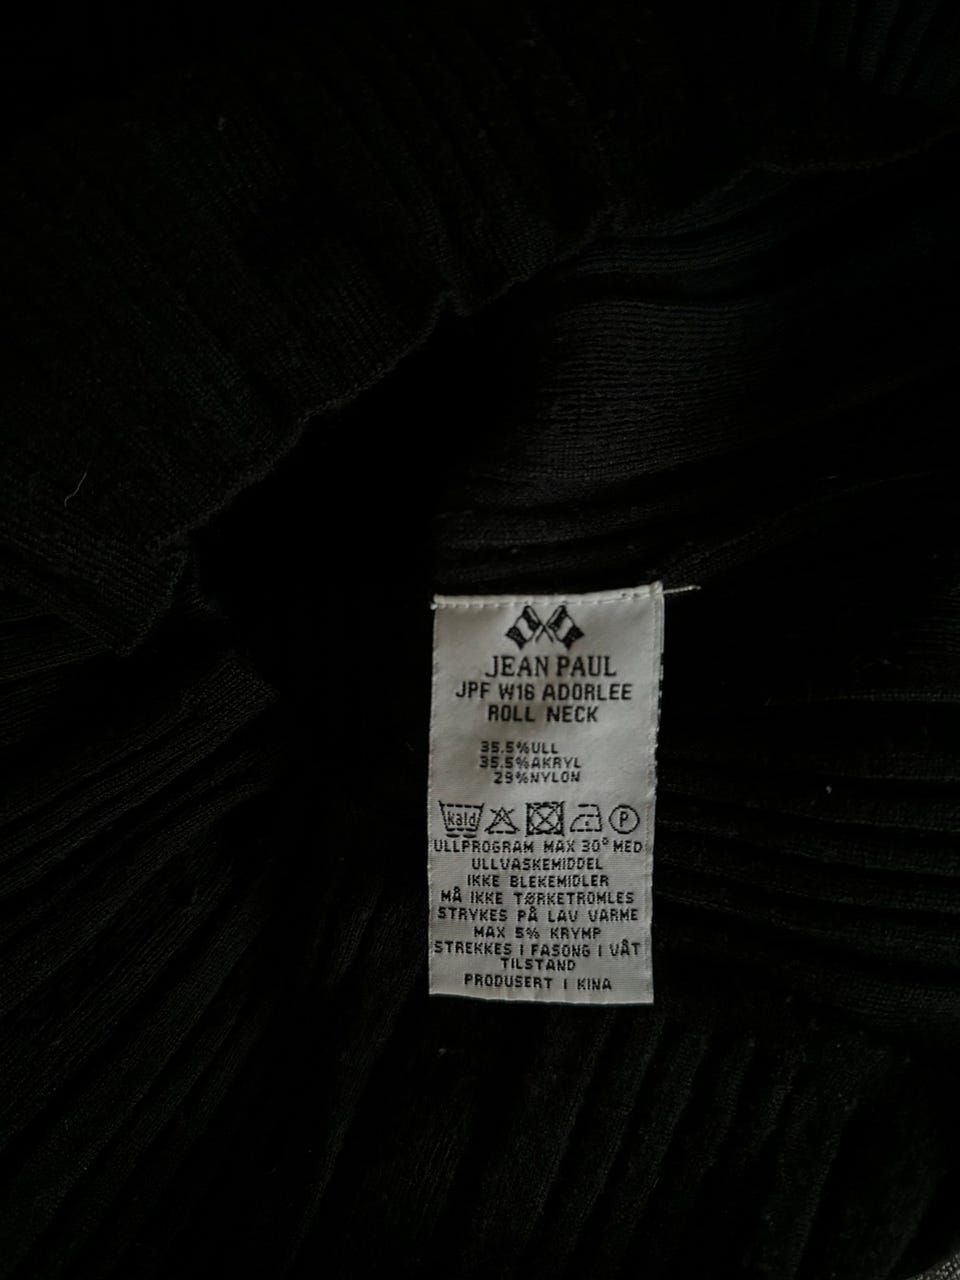 JEAN PAUL
JPF W16 ADORLEE
ROLL NECK
35.5%ULL
35.5%AKRYL
29%NYLON
kald P
ULLPROGRAM MAX 30° MED
ULLVASKEMIDDEL
IKKE BLEKEMIDLER
MÅ IKKE TØRKETROMLES
STRYKES PÅ LAV VARME
MAX 5% KRYMP
STREKKES I FASONG I VÅT
TILSTAND
PRODUSERT I KINA